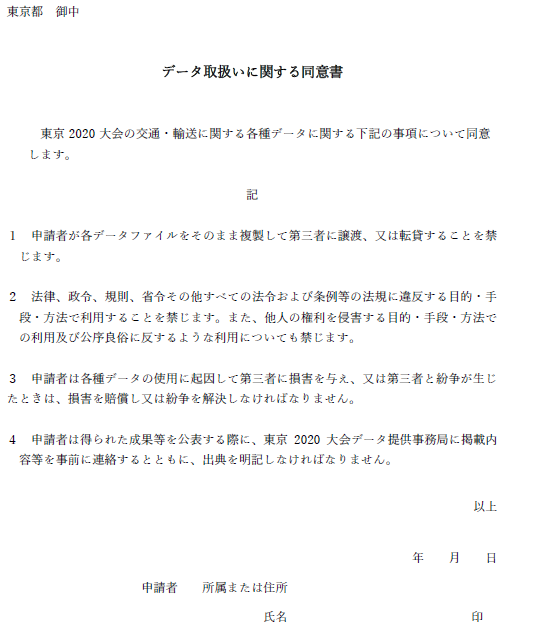 東京都　御中
データ取扱いに関する同意書
東京 2020 大会の交通・輸送に関する各種データに関する下記の事項について同意
します。
記
１　申請者が各データファイルをそのまま複製して第三者に譲渡、又は転貸することを禁
じます。
２　法律、政令、規則、省令その他すべての法令および条例等の法規に違反する目的・手
段・方法で利用することを禁じます。また、他人の権利を侵害する目的・手段・方法で
の利用及び公序良俗に反するような利用についても禁じます。
３　申請者は各種データの使用に起因して第三者に損害を与え、又は第三者と紛争が生じ
たときは、損害を賠償し又は紛争を解決しなければなりません。
４　申請者は得られた成果等を公表する際に、東京 2020 大会データ提供事務局に掲載内
容等を事前に連絡するとともに、出典を明記しなければなりません。
以上
年　　月　　日
申請者　　所属または住所
氏名　　　　　　　　　　　　　　　印